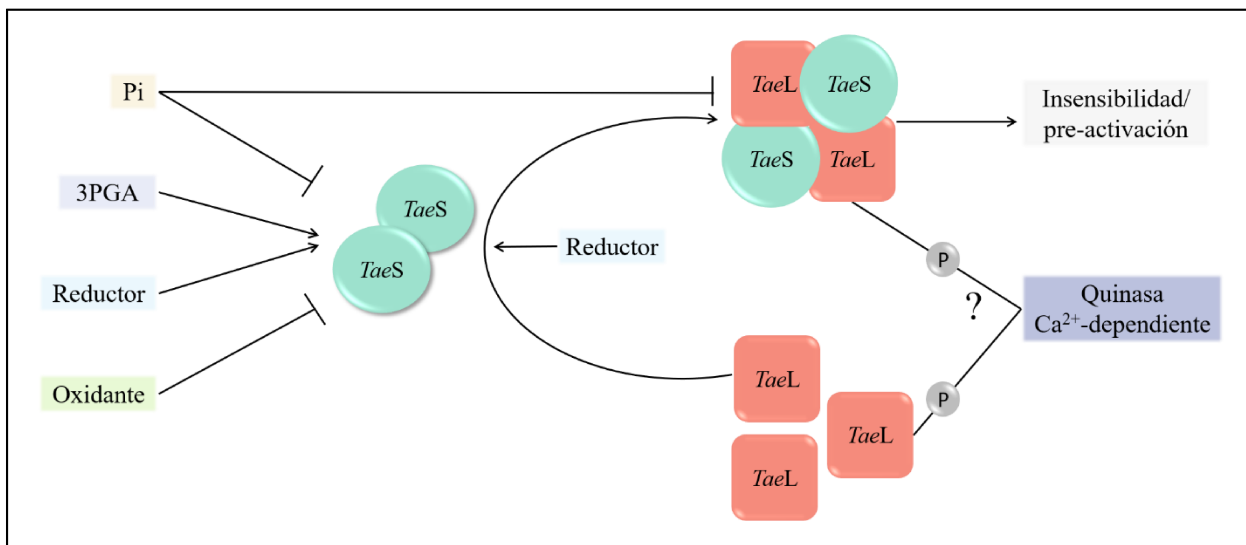 Pi
3PGA
Reductor
Oxidante
TaeS
TaeS
Reductor
TaeL
TaeS
TaeS
TaeL
Insensibilidad/
pre-activación
P
?
Quinasa
Ca²⁺-dependiente
P
TaeL
TaeL
TaeL